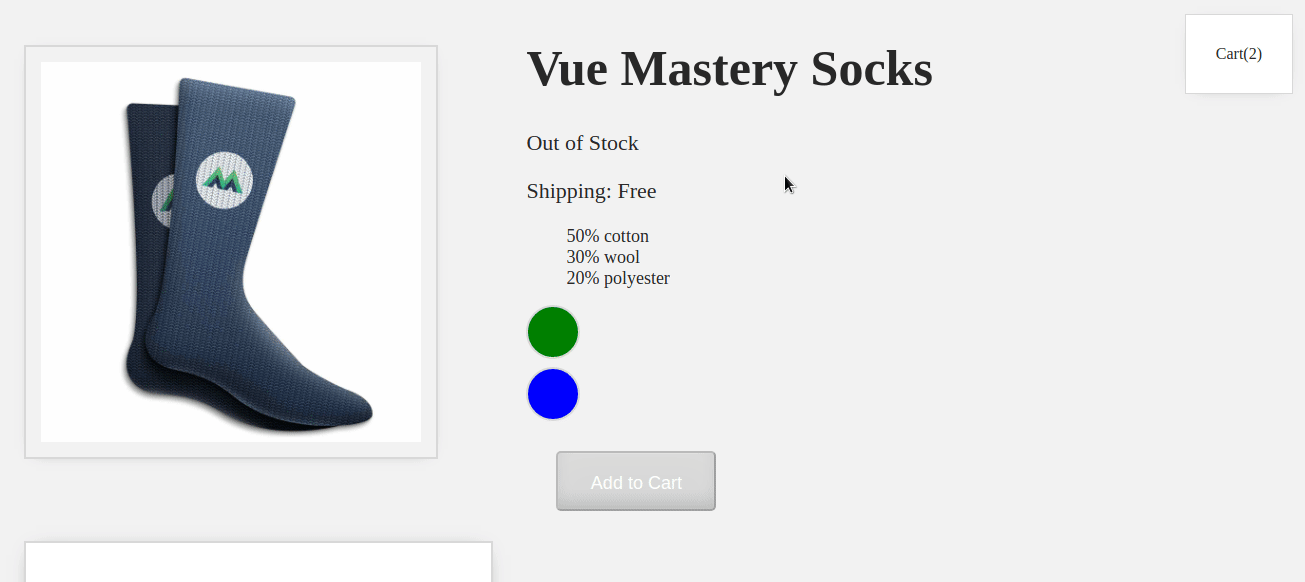 Cart(2)
Vue Mastery Socks
Out of Stock
Shipping: Free
50% cotton
30% wool
20% polyester
Add to Cart